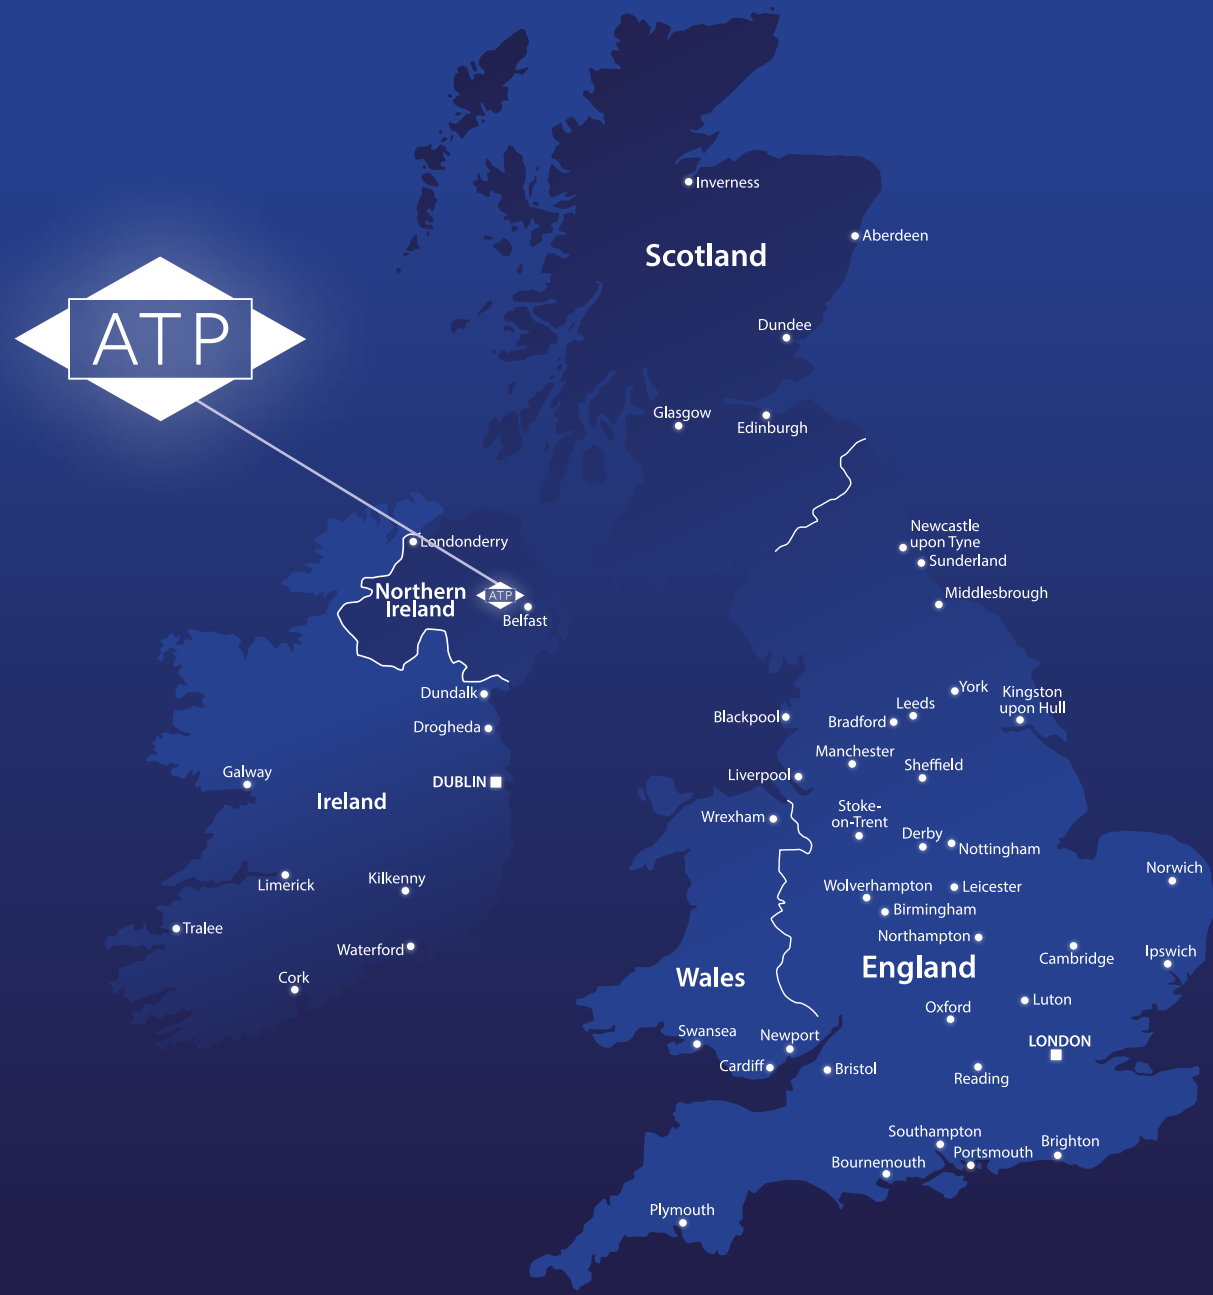 Inverness
Aberdeen
Scotland
ATP
Dundee
Glasgow
Edinburgh
Newcastle
upon Tyne
Sunderland
Londonderry
Northern
Ireland
ATP
Belfast
Middlesbrough
Dundalk
Drogheda
DUBLIN
Galway
Ireland
Limerick
Kilkenny
Tralee
Waterford
Cork
York
Kingston
upon Hull
Leeds
Bradford
Blackpool
Manchester
Sheffield
Liverpool
Wrexham
Stoke-
on-Trent
Derby
Nottingham
Norwich
Wolverhampton
Leicester
Birmingham
Northampton
England
Cambridge
Ipswich
Wales
Luton
Oxford
Swansea
Newport
Cardiff
Bristol
LONDON
Reading
Southampton
Portsmouth
Brighton
Bournemouth
Plymouth